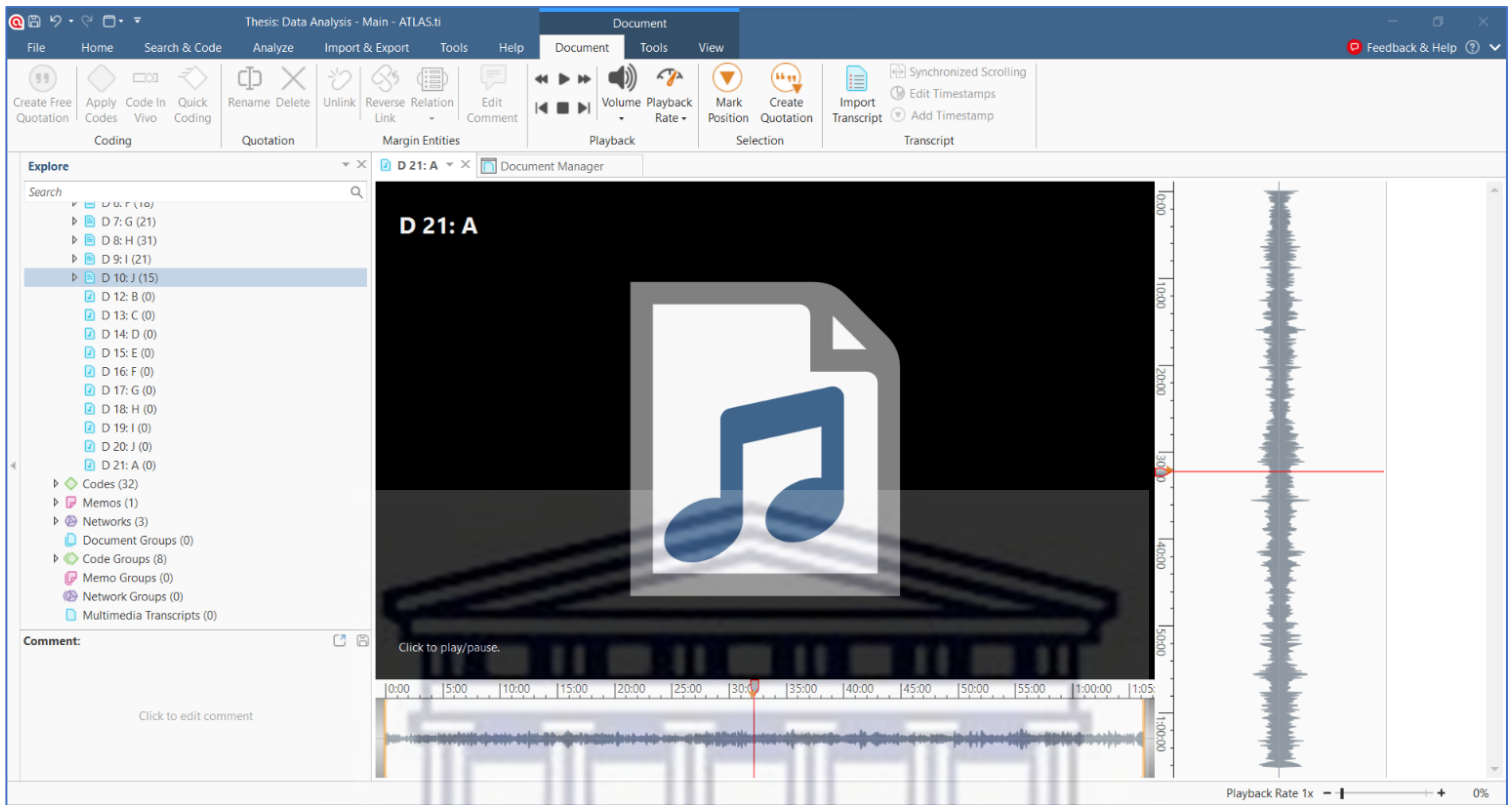 Thesis: Data Analysis - Main - ATLAS.ti
Document
File Home Search & Code Analyze Import & Export Tools Help Document Tools View Feedback & Help
Create Free Quotation
Apply Codes
Code In Vivo
Quick Coding
Coding
Rename Delete
Quotation
Unlink
Reverse Link
Relation
Edit Comment
Margin Entities
Volume
Playback Rate
Playback
Mark Position
Create Quotation
Selection
Import Transcript
Synchronized Scrolling
Edit Timestamps
Add Timestamp
Transcript
Explore
Search
D 6: F (18)
D 7: G (21)
D 8: H (31)
D 9: I (21)
D 10: J (15)
D 12: B (0)
D 13: C (0)
D 14: D (0)
D 15: E (0)
D 16: F (0)
D 17: G (0)
D 18: H (0)
D 19: I (0)
D 20: J (0)
D 21: A (0)
Codes (32)
Memos (1)
Networks (3)
Document Groups (0)
Code Groups (8)
Memo Groups (0)
Network Groups (0)
Multimedia Transcripts (0)
Comment:
Click to edit comment
D 21: A
Document Manager
D 21: A
Click to play/pause.
0:00 5:00 10:00 15:00 20:00 25:00 35:00 40:00 45:00 50:00 55:00 1:00:00
0:00
10:00
20:00
30:00
40:00
50:00
1:00:00
Playback Rate 1x 0%